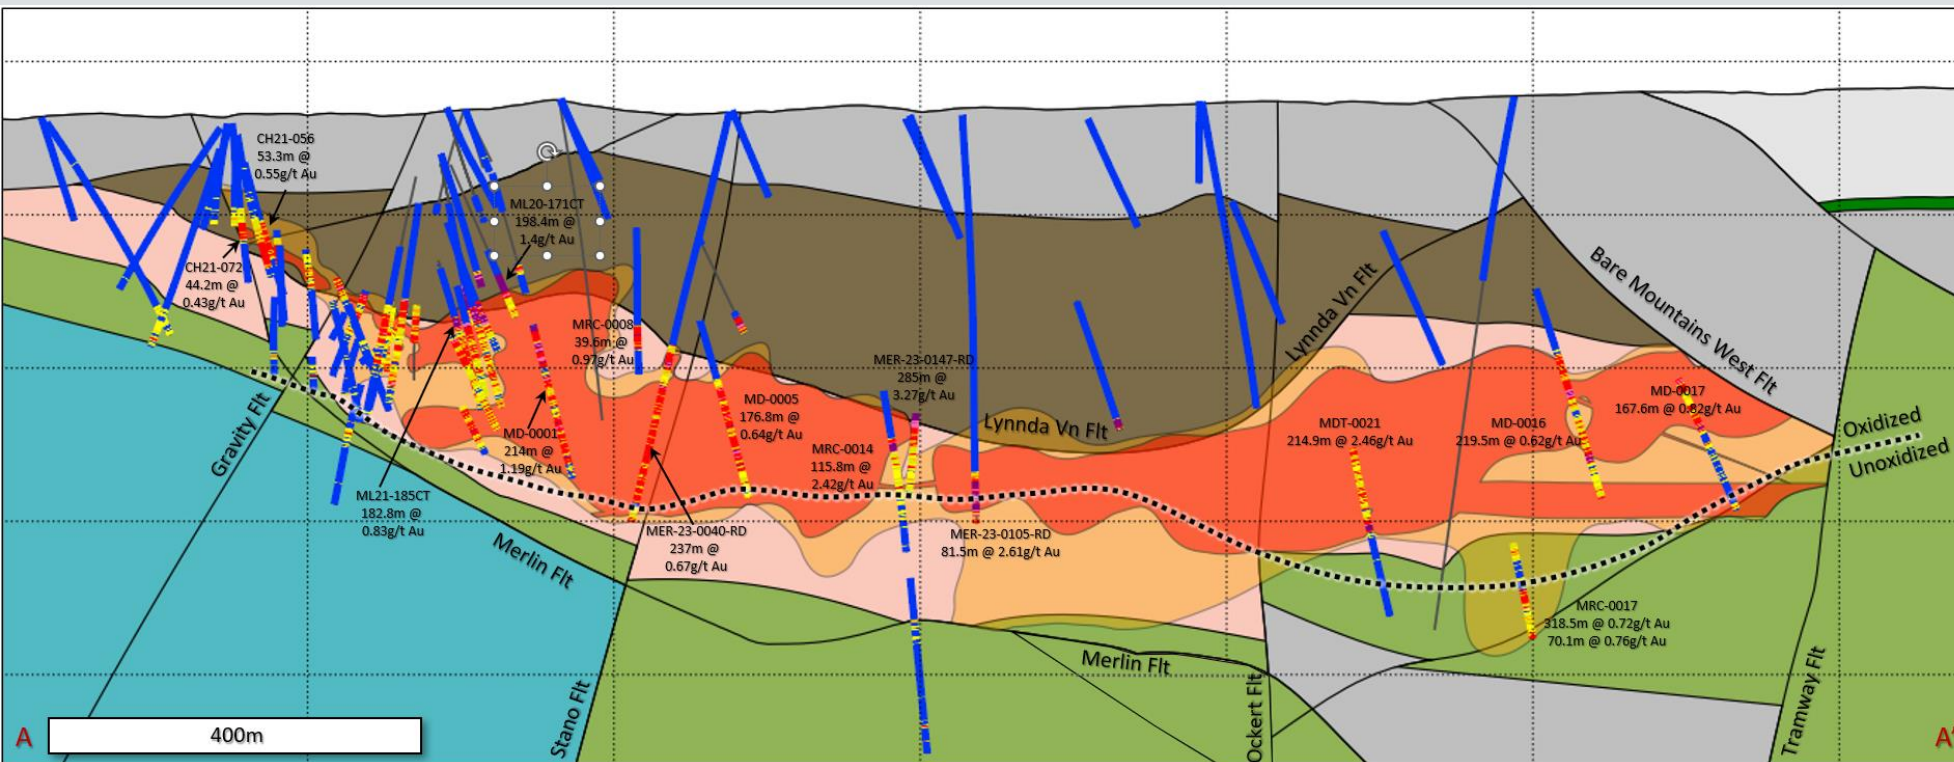 CH21-056
53.3m @
0.55g/t Au
ML20-171CT
198.4m @
1.4g/t Au
CH21-072
44.2m @
0.43g/t Au
MRC-0008
39.6m @
0.97g/t Au
MER-23-0147-RD
285m @
3.27g/t Au
Lynnda Vn Flt
Bare Mountains West Flt
MD-0005
176.8m @
0.64g/t Au
MD-0001
214m @
1.19g/t Au
MRC-0014
115.8m @
2.42g/t Au
Lynnda Vn Flt
MDT-0021
214.9m @ 2.46g/t Au
MD-0016
219.5m @ 0.62g/t Au
MD-0017
167.6m @ 0.82g/t Au
Oxidized
Unoxidized
Gravity Flt
ML21-185CT
182.8m @
0.83g/t Au
Merlin Flt
MER-23-0040-RD
237m @
0.67g/t Au
MER-23-0105-RD
81.5m @ 2.61g/t Au
MRC-0017
318.5m @ 0.72g/t Au
70.1m @ 0.76g/t Au
Merlin Flt
Stano Flt
Ockert Flt
Tramway Flt
A
400m
A'